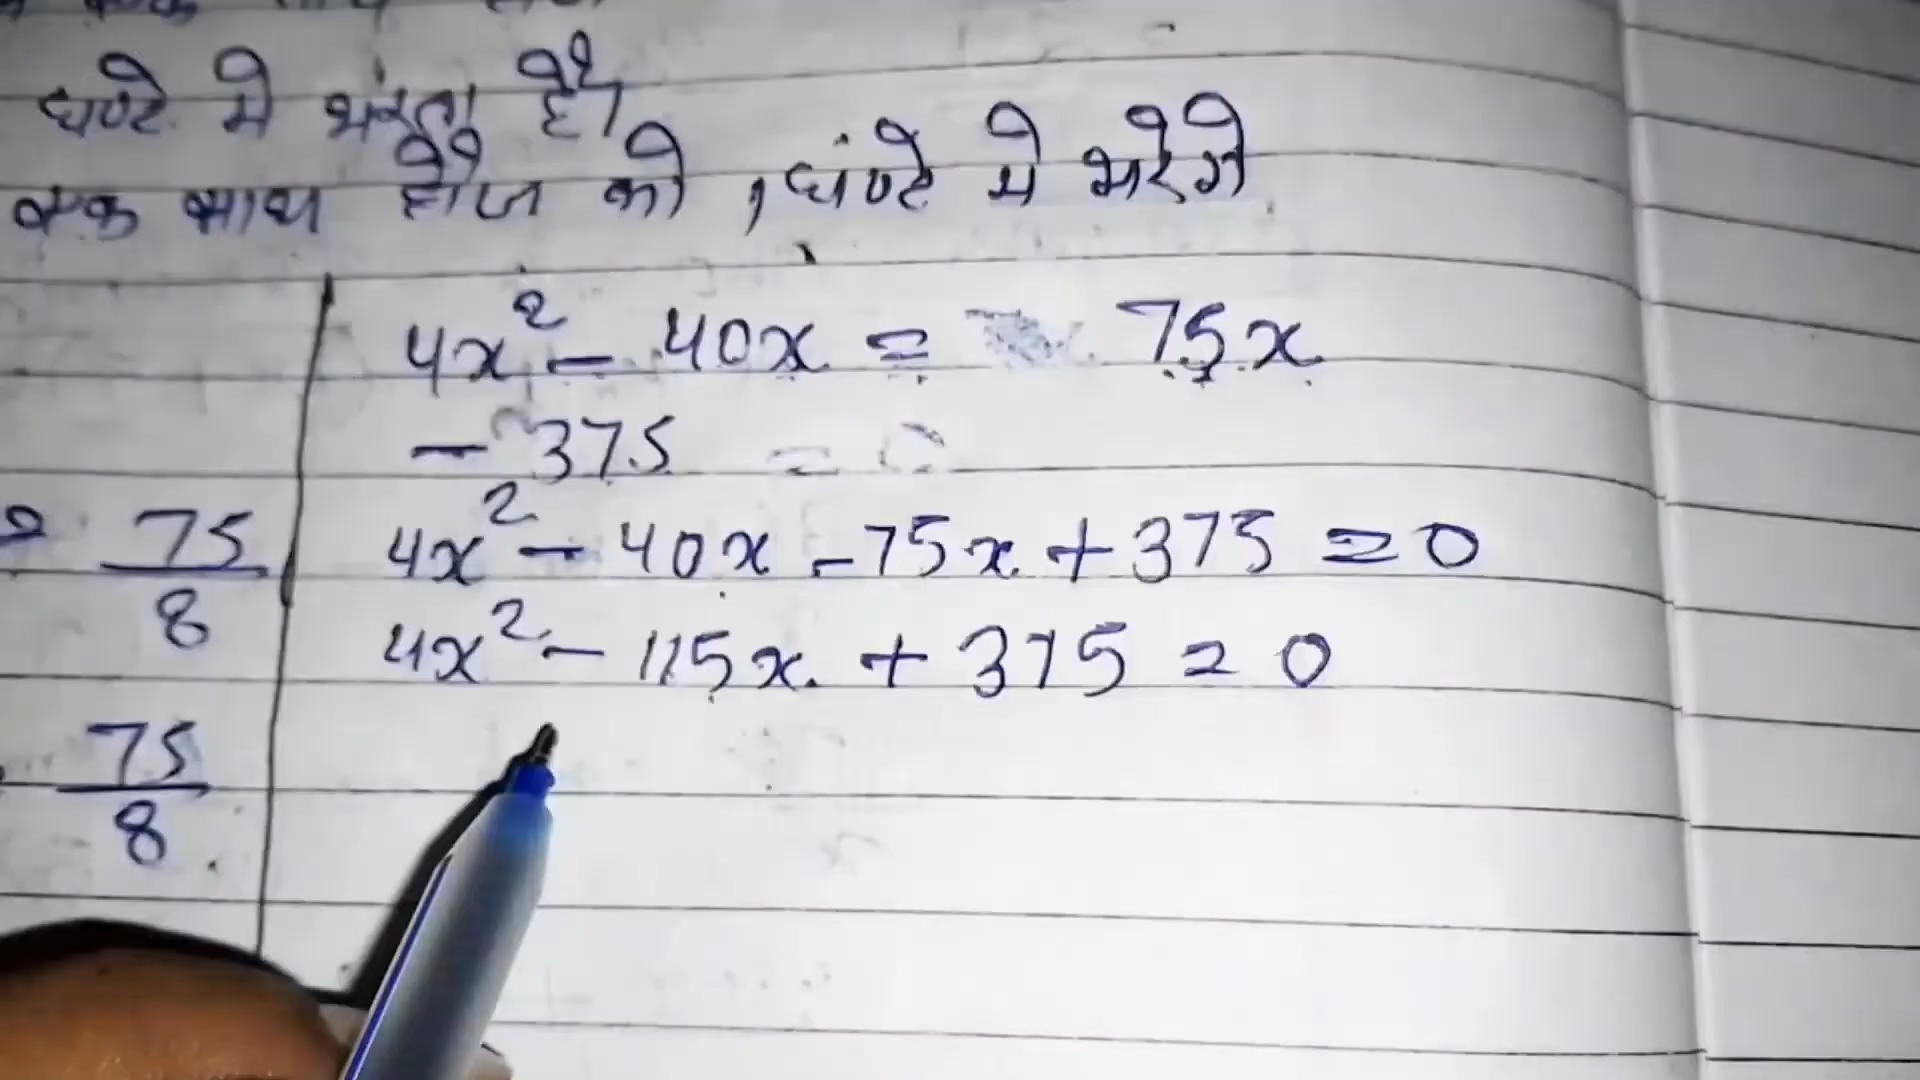 घण्टे मे भरता है।
एक साथ हौज को , घंण्टे मे भरेगे
4x² - 40x = 75x
- 375
= 75/8
4x² - 40x - 75x + 375 = 0
4x² - 115x + 375 = 0
75/8